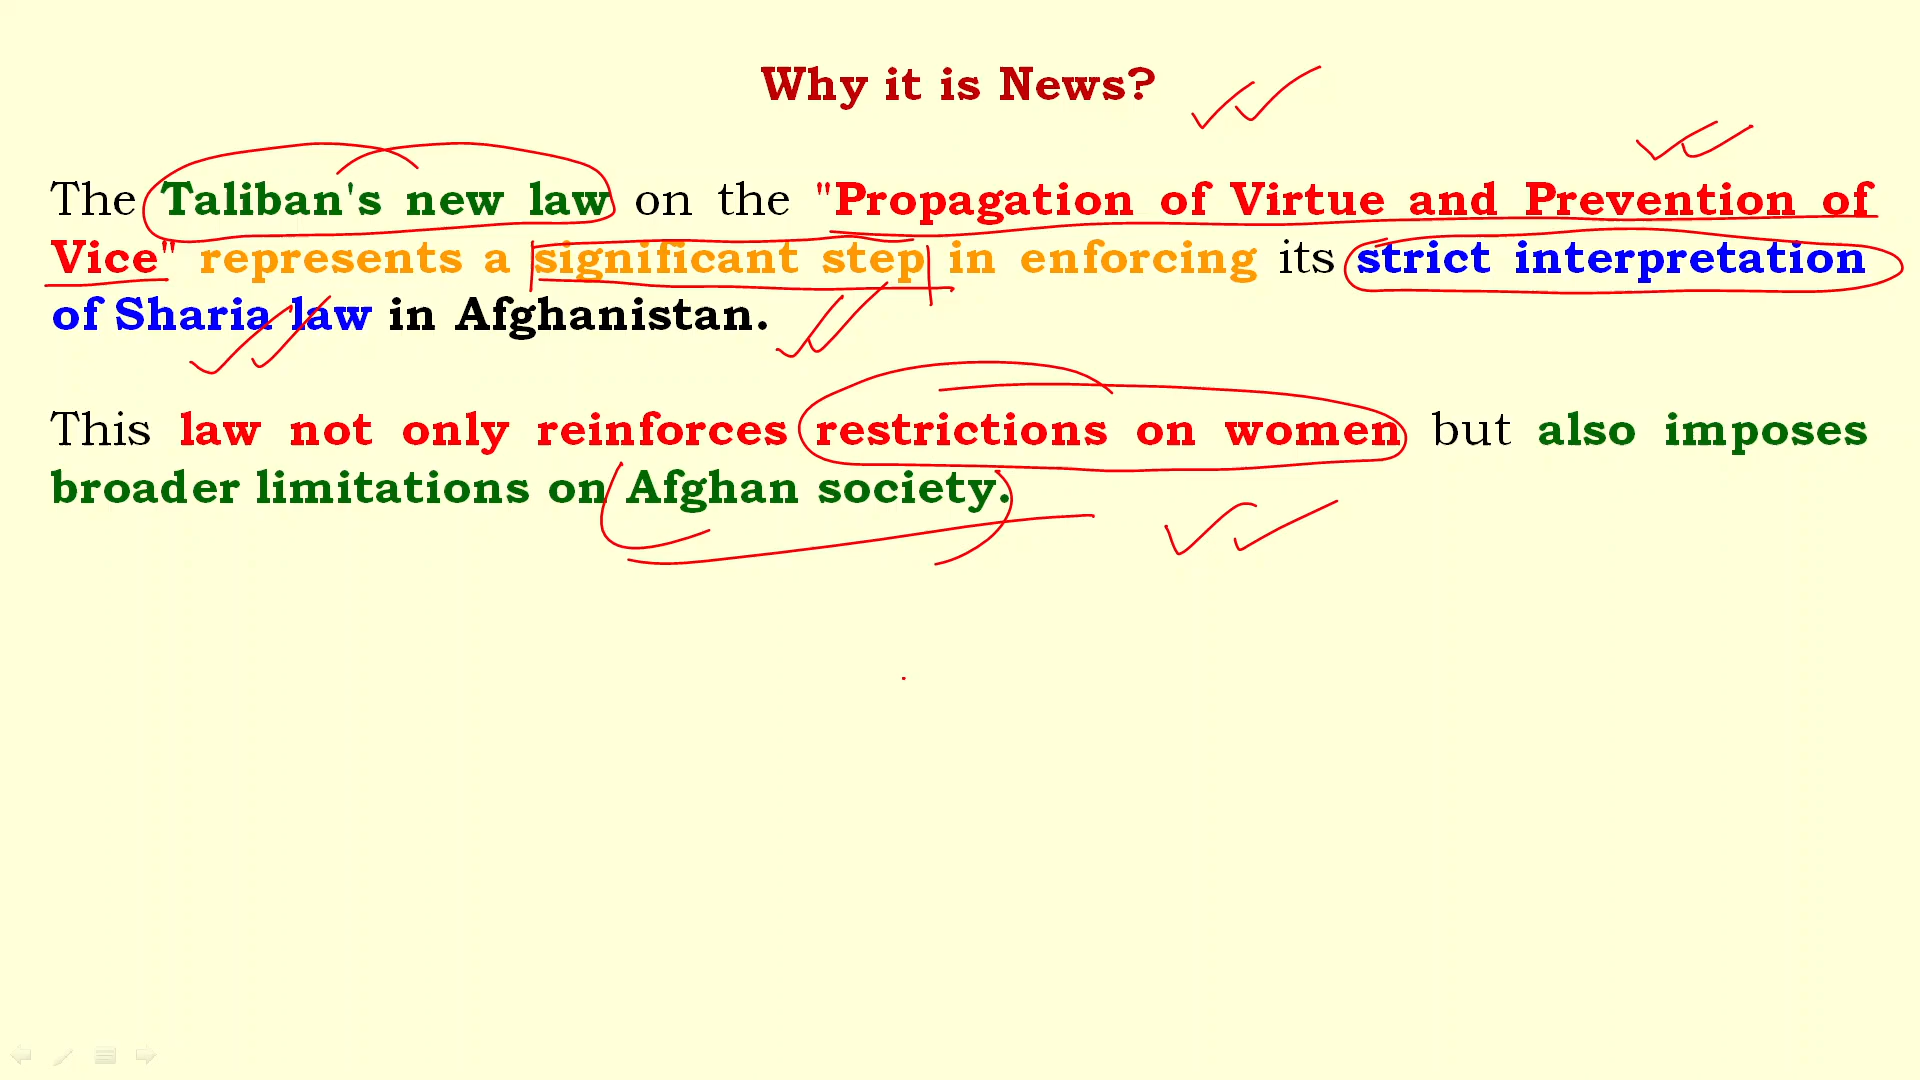 Why it is News?
The Taliban's new law on the "Propagation of Virtue and Prevention of
Vice" represents a significant step in enforcing its strict interpretation
of Sharia law in Afghanistan.
This law not only reinforces restrictions on women but also imposes
broader limitations on Afghan society.